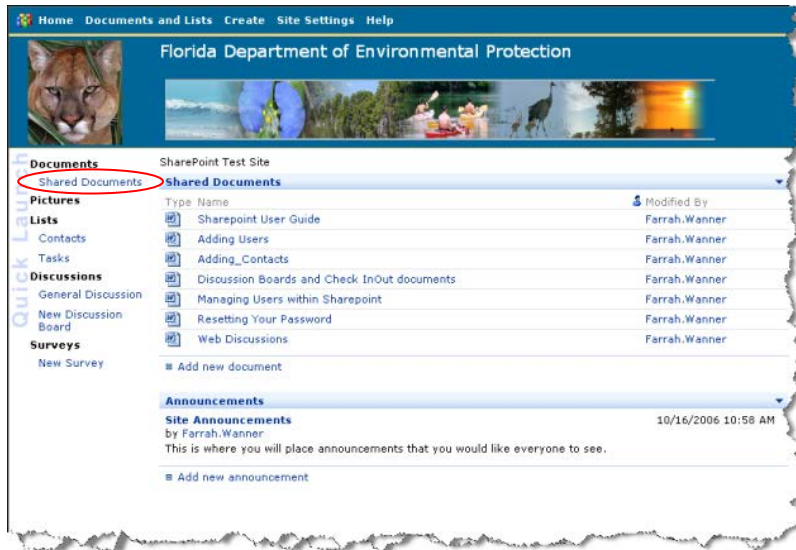 Home Documents and Lists Create Site Settings Help
Florida Department of Environmental Protection
Quick Launch
Documents
Shared Documents
Pictures
Lists
Contacts
Tasks
Discussions
General Discussion
New Discussion
Board
Surveys
New Survey
SharePoint Test Site
Shared Documents
Type Name Modified By
Sharepoint User Guide Farrah.Wanner
Adding Users Farrah.Wanner
Adding_Contacts Farrah.Wanner
Discussion Boards and Check InOut documents Farrah.Wanner
Managing Users within Sharepoint Farrah.Wanner
Resetting Your Password Farrah.Wanner
Web Discussions Farrah.Wanner
Add new document
Announcements
Site Announcements 10/16/2006 10:58 AM
by Farrah.Wanner
This is where you will place announcements that you would like everyone to see.
Add new announcement